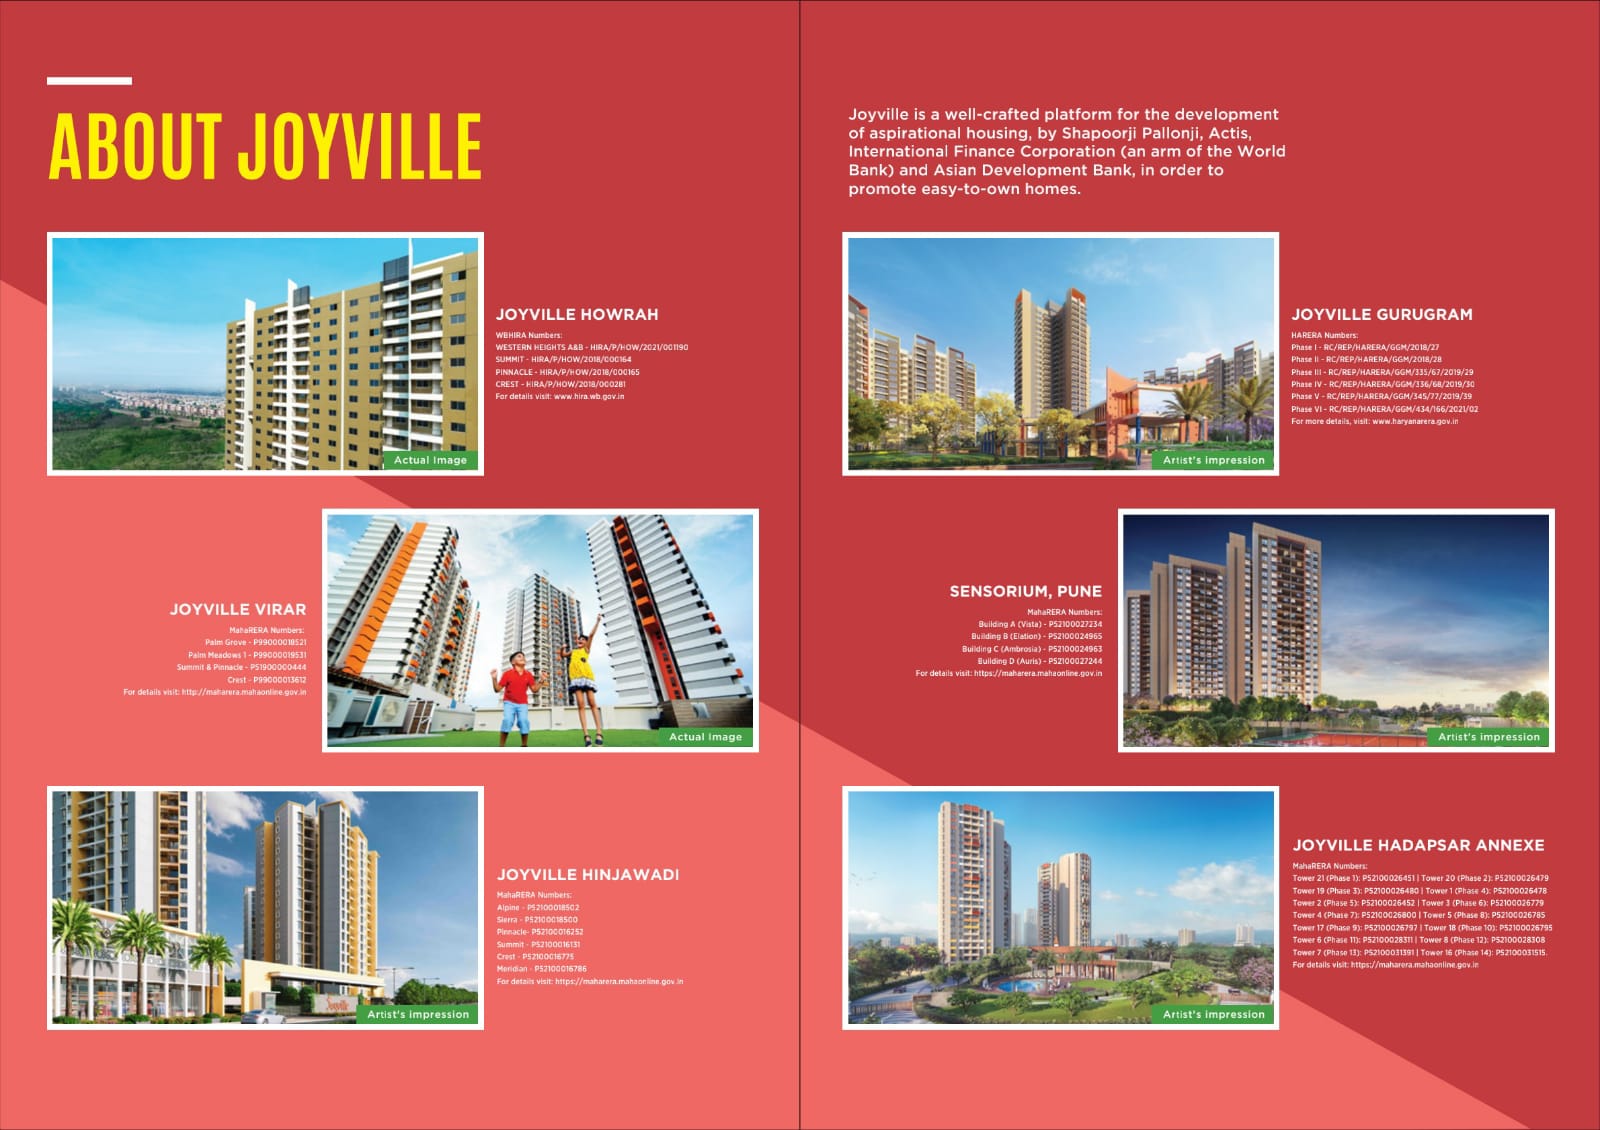 ABOUT JOYVILLE
Joyville is a well-crafted platform for the development
of aspirational housing, by Shapoorji Pallonji, Actis,
International Finance Corporation (an arm of the World
Bank) and Asian Development Bank, in order to
promote easy-to-own homes.
Actual Image
JOYVILLE HOWRAH
WBHIRA Numbers:
WESTERN HEIGHTS A&B - HIRA/P/HOW/2021/001190
SUMMIT - HIRA/P/HOW/2018/000164
PINNACLE - HIRA/P/HOW/2018/000165
CREST - HIRA/P/HOW/2018/000281
For details visit: www.hira.wb.gov.in
JOYVILLE VIRAR
MahaRERA Numbers:
Palm Grove - P99000018521
Palm Meadows 1 - P99000019531
Summit & Pinnacle - P51900000444
Crest - P99000013612
For details visit: http://maharera.mahaonline.gov.in
Actual Image
Joyville
Artist's impression
JOYVILLE HINJAWADI
MahaRERA Numbers:
Alpine - P52100018502
Sierra - P52100018500
Pinnacle- P52100016252
Summit - P52100016131
Crest - P52100016775
Meridian - P52100016786
For details visit: https://maharera.mahaonline.gov.in
Artist's impression
JOYVILLE GURUGRAM
HARERA Numbers:
Phase I - RC/REP/HARERA/GGM/2018/27
Phase II - RC/REP/HARERA/GGM/2018/28
Phase III - RC/REP/HARERA/GGM/335/67/2019/29
Phase IV - RC/REP/HARERA/GGM/336/68/2019/30
Phase V - RC/REP/HARERA/GGM/345/77/2019/39
Phase VI - RC/REP/HARERA/GGM/434/166/2021/02
For more details, visit: www.haryanarera.gov.in
SENSORIUM, PUNE
MahaRERA Numbers:
Building A (Vista) - P52100027234
Building B (Elation) - P52100024965
Building C (Ambrosia) - P52100024963
Building D (Auris) - P52100027244
For details visit: https://maharera.mahaonline.gov.in
Artist's impression
Artist's impression
JOYVILLE HADAPSAR ANNEXE
MahaRERA Numbers:
Tower 21 (Phase 1): P52100026451 | Tower 20 (Phase 2): P52100026479
Tower 19 (Phase 3): P52100026480 | Tower 1 (Phase 4): P52100026478
Tower 2 (Phase 5): P52100026452 | Tower 3 (Phase 6): P52100026779
Tower 4 (Phase 7): P52100026800 | Tower 5 (Phase 8): P52100026785
Tower 17 (Phase 9): P52100026797 | Tower 18 (Phase 10): P52100026795
Tower 6 (Phase 11): P52100028311 | Tower 8 (Phase 12): P52100028308
Tower 7 (Phase 13): P52100031391 | Tower 16 (Phase 14): P52100031515.
For details visit: https://maharera.mahaonline.gov.in